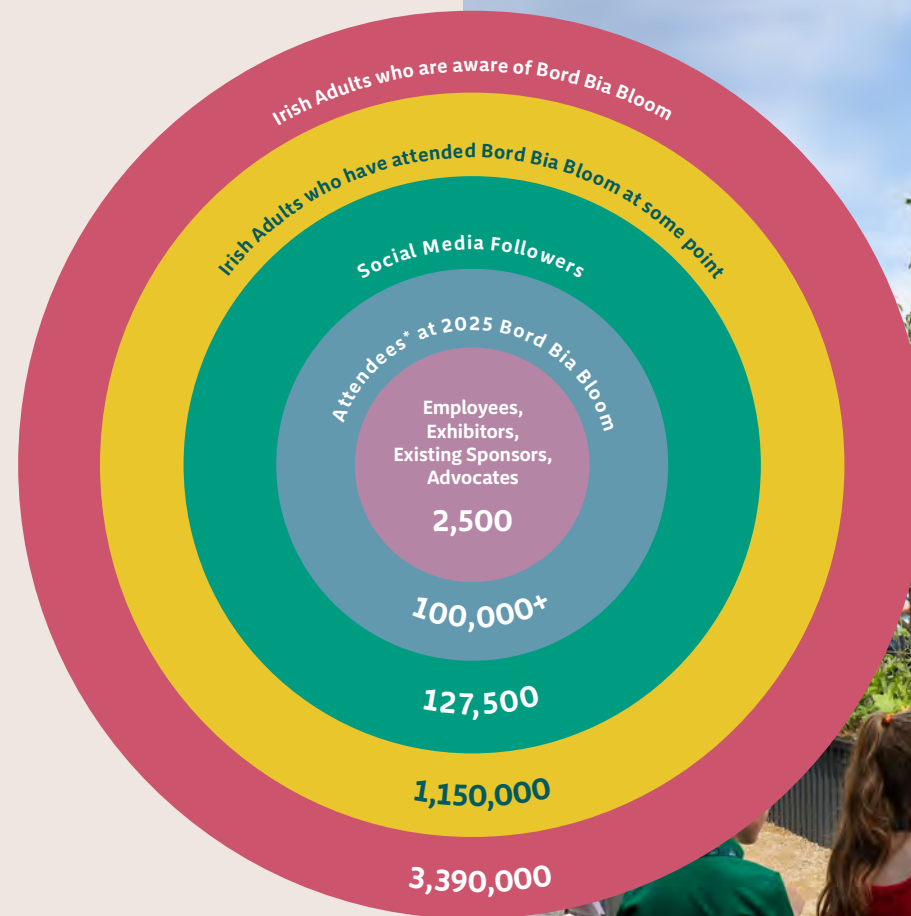 Irish Adults who are aware of Bord Bia Bloom
Irish Adults who have attended Bord Bia Bloom at some point
Social Media Followers
Attendees* at 2025 Bord Bia Bloom
Employees,
Exhibitors,
Existing Sponsors,
Advocates
2,500
100,000+
127,500
1,150,000
3,390,000